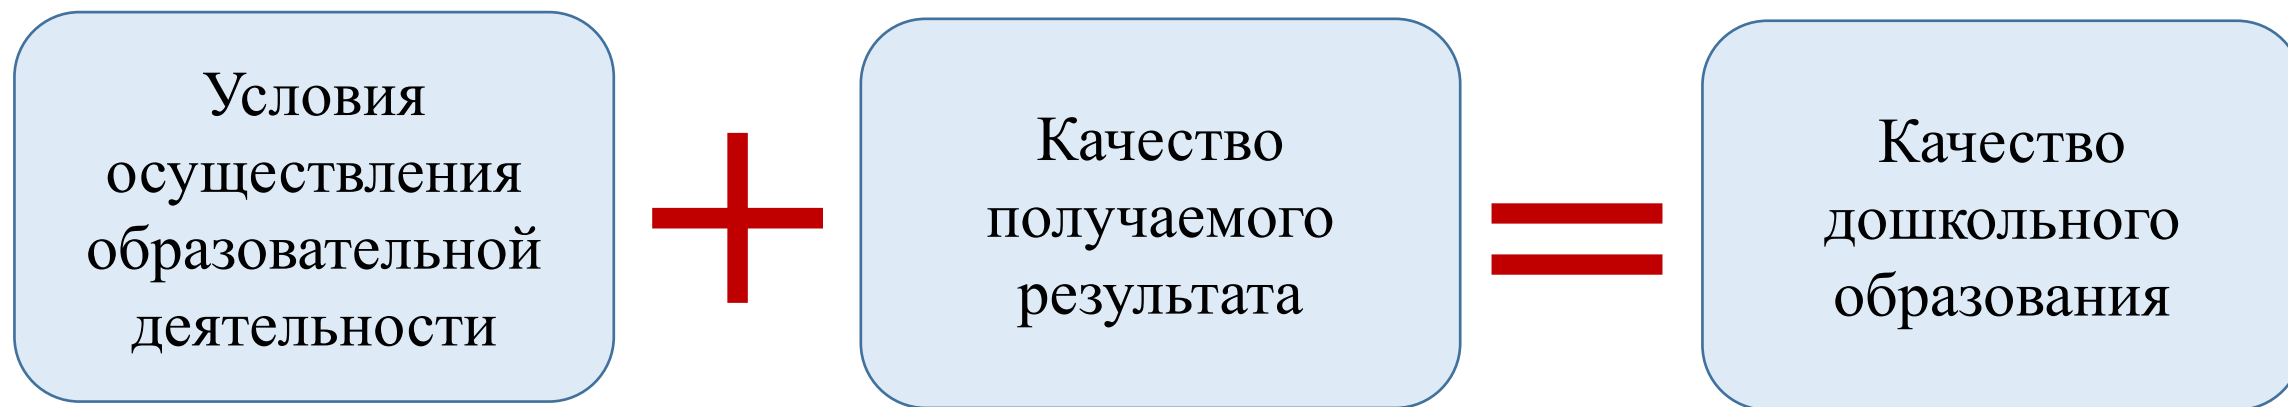 Условия
осуществления
образовательной
деятельности
+
Качество
получаемого
результата
=
Качество
дошкольного
образования